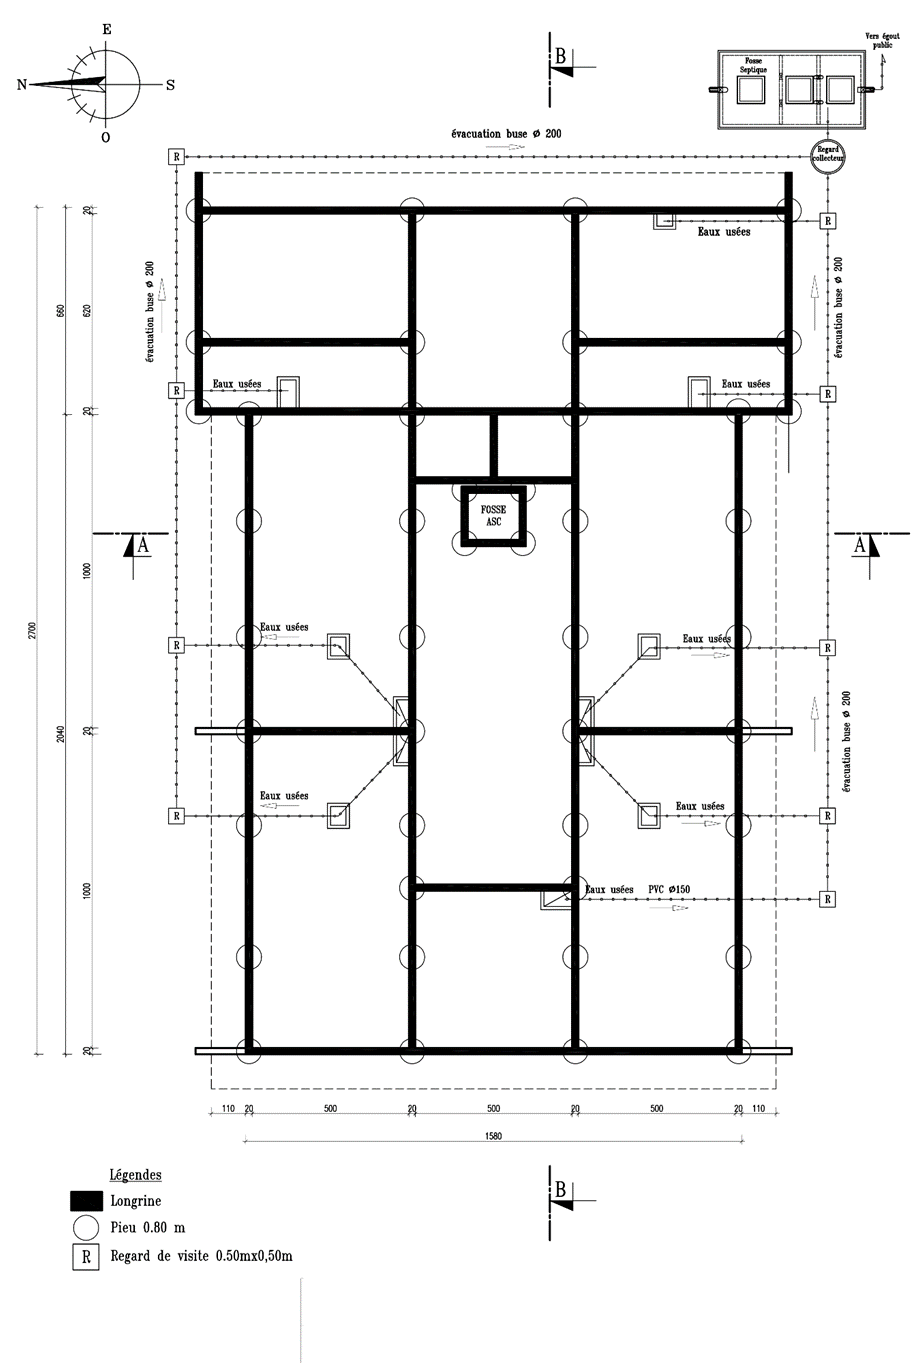 E
N
S
O
B
Vers égout
public
Fosse
Septique
évacuation buse Ø 200
R
Regard
collecteur
20
Eaux usées
R
évacuation buse Ø 200
évacuation buse Ø 200
660
620
R
Eaux usées
Eaux usées
R
20
FOSSE
ASC
A
A
1000
2700
Eaux usées
R
Eaux usées
R
évacuation buse Ø 200
2040
20
Eaux usées
R
Eaux usées
R
1000
Eaux usées PVC Ø150
R
20
110 20 500 20 500 20 500 20 110
1580
B
Légendes
Longrine
Pieu 0.80 m
R Regard de visite 0.50mx0,50m